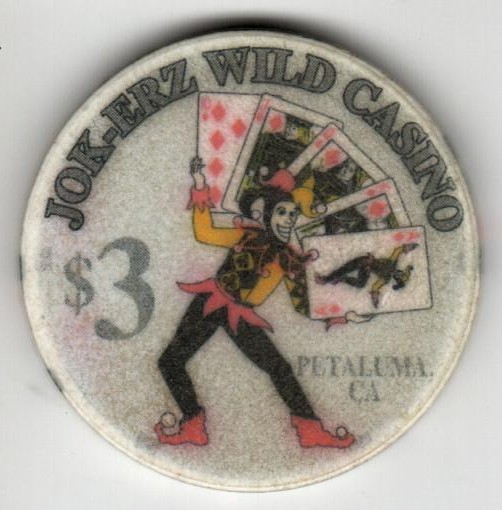 JOK-ERZ WILD CASINO
$3
PETALUMA,
CA